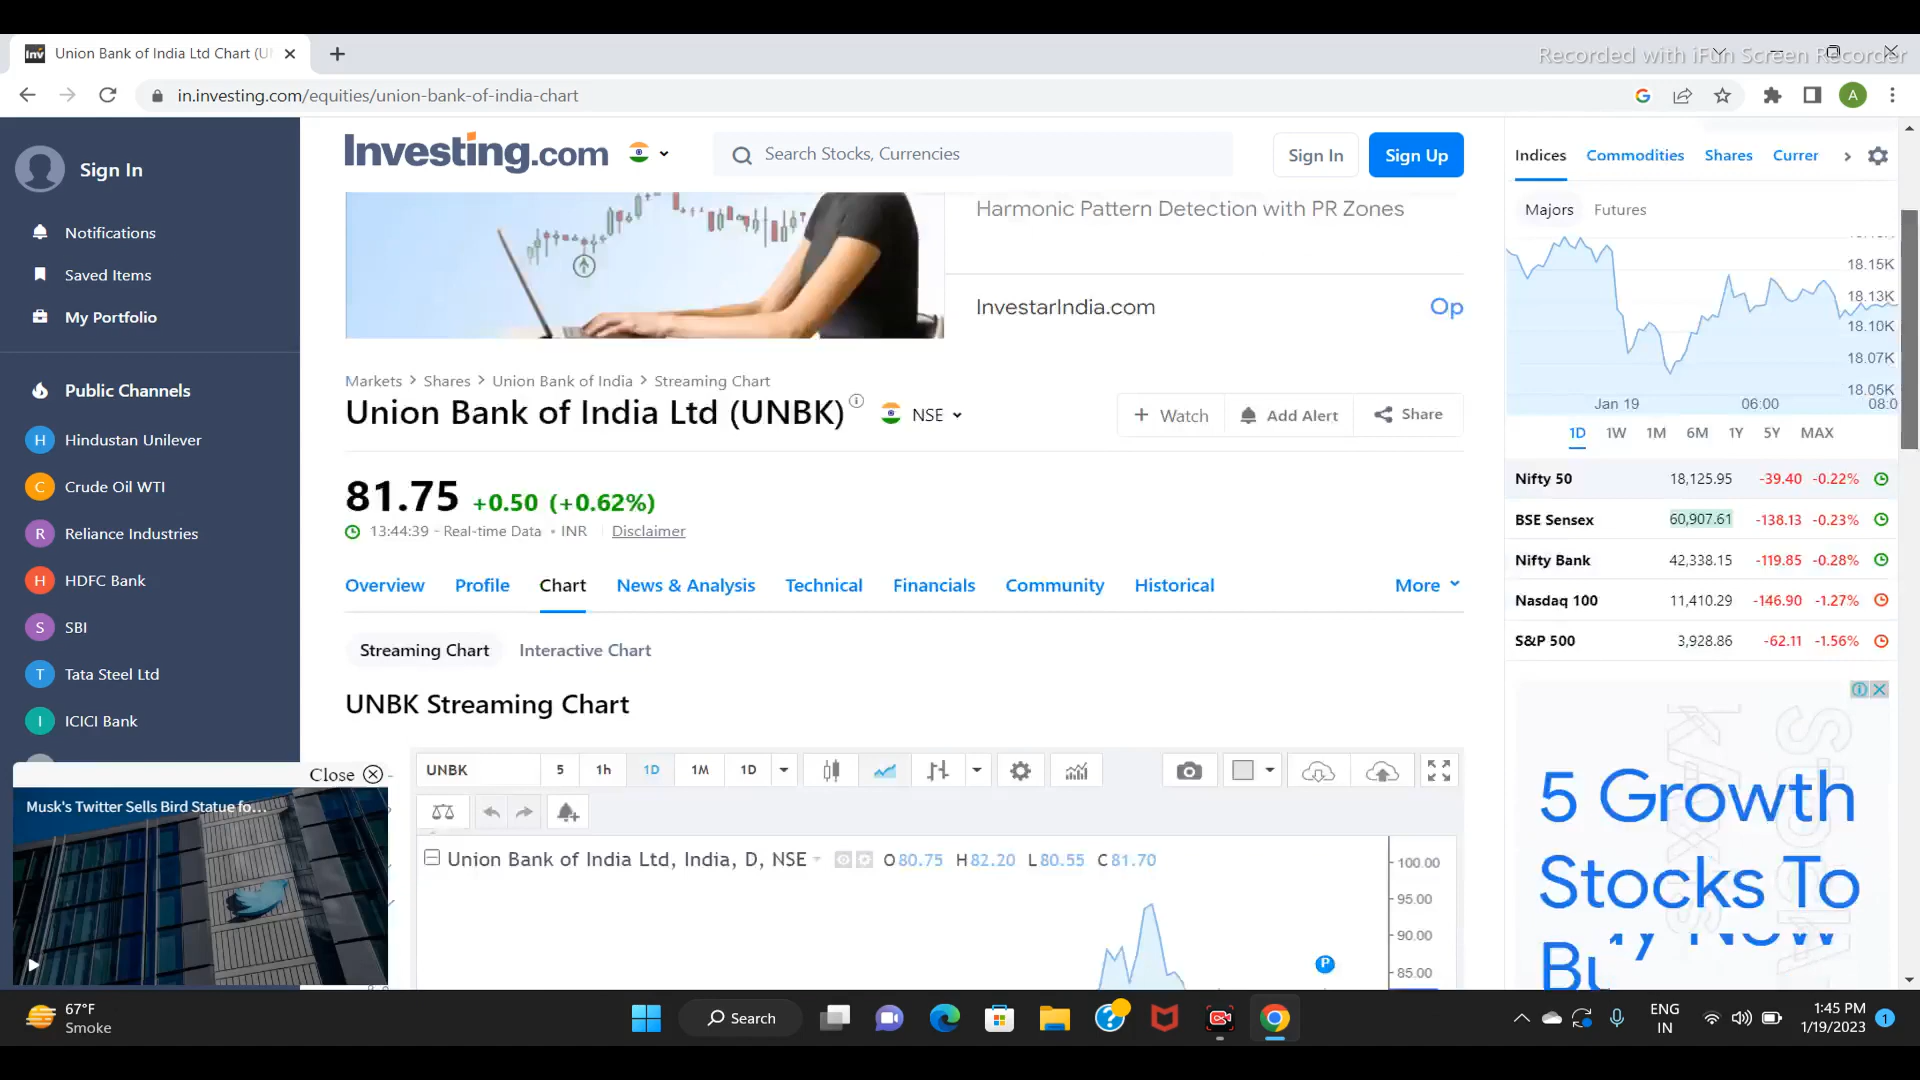 Union Bank of India Ltd Chart (U
Recorded with iFun Screen Recorder
in.investing.com/equities/union-bank-of-india-chart
A
Sign In
Notifications
Saved Items
My Portfolio
Public Channels
H Hindustan Unilever
C Crude Oil WTI
R Reliance Industries
H HDFC Bank
S SBI
T Tata Steel Ltd
I ICICI Bank
Close
Musk's Twitter Sells Bird Statue fo...
Investing.com
Search Stocks, Currencies
Sign In
Sign Up
Harmonic Pattern Detection with PR Zones
InvestarIndia.com
Op
Markets > Shares > Union Bank of India > Streaming Chart
Union Bank of India Ltd (UNBK)
NSE
+ Watch
Add Alert
Share
81.75 +0.50 (+0.62%)
13:44:39 - Real-time Data • INR
Disclaimer
Overview Profile Chart News & Analysis Technical Financials Community Historical More
Streaming Chart Interactive Chart
UNBK Streaming Chart
UNBK 5 1h 1D 1M 1D
Union Bank of India Ltd, India, D, NSE O80.75 H82.20 L80.55 C81.70
100.00
95.00
90.00
85.00
P
Indices Commodities Shares Curre
Majors Futures
18.15K
18.13K
18.10K
18.07K
18.05K
Jan 19 06:00 08:0
1D 1W 1M 6M 1Y 5Y MAX
Nifty 50 18,125.95 -39.40 -0.22%
BSE Sensex 60,907.61 -138.13 -0.23%
Nifty Bank 42,338.15 -119.85 -0.28%
Nasdaq 100 11,410.29 -146.90 -1.27%
S&P 500 3,928.86 -62.11 -1.56%
5 Growth
Stocks To
67°F
Smoke
Search
ENG
IN
1:45 PM
1/19/2023
1